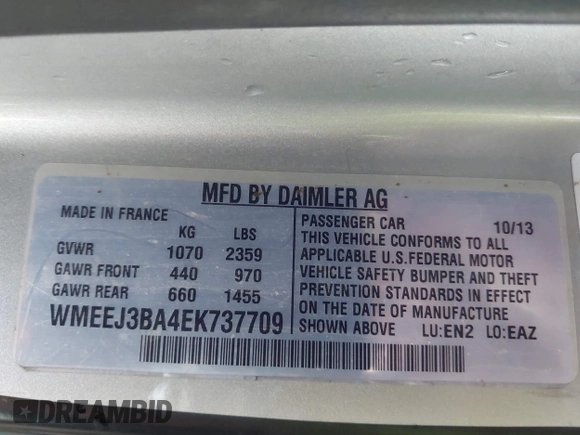 MFD BY DAIMLER AG
MADE IN FRANCE
KG LBS
GVWR 1070 2359
GAWR FRONT 440 970
GAWR REAR 660 1455
WMEEJ3BA4EK737709
PASSENGER CAR 10/13
THIS VEHICLE CONFORMS TO ALL
APPLICABLE U.S.FEDERAL MOTOR
VEHICLE SAFETY BUMPER AND THEFT
PREVENTION STANDARDS IN EFFECT
ON THE DATE OF MANUFACTURE
SHOWN ABOVE LU:EN2 LO:EAZ
DREAMBID